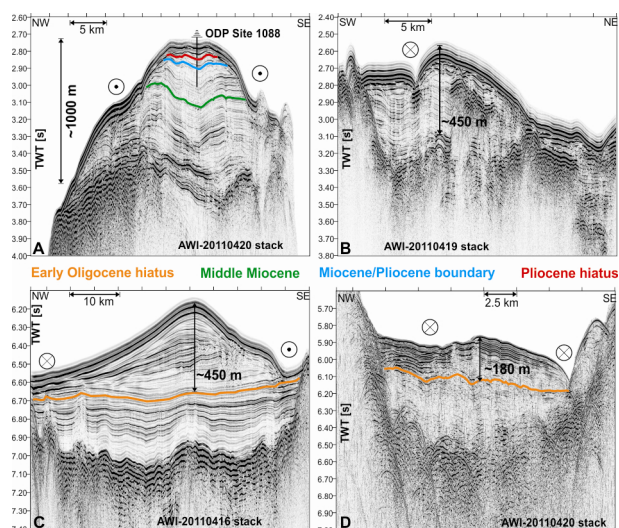 NW SE
5 km
ODP Site 1088
2.60
2.70
2.80
2.90
3.00
3.10
3.20
3.30
3.40
3.50
3.60
3.70
3.80
3.90
4.00
TWT [s]
~1000 m
A AWI-20110420 stack
SW NE
5 km
2.40
2.50
2.60
2.70
2.80
2.90
3.00
3.10
3.20
3.30
3.40
3.50
3.60
3.70
3.80
TWT [s]
~450 m
B AWI-20110419 stack
Early Oligocene hiatus Middle Miocene Miocene/Pliocene boundary Pliocene hiatus
NW SE
10 km
6.20
6.30
6.40
6.50
6.60
6.70
6.80
6.90
7.00
7.10
7.20
7.30
7.40
TWT [s]
~450 m
C AWI-20110416 stack
NW SE
2.5 km
5.70
5.80
5.90
6.00
6.10
6.20
6.30
6.40
6.50
6.60
6.70
6.80
6.90
TWT [s]
~180 m
D AWI-20110420 stack